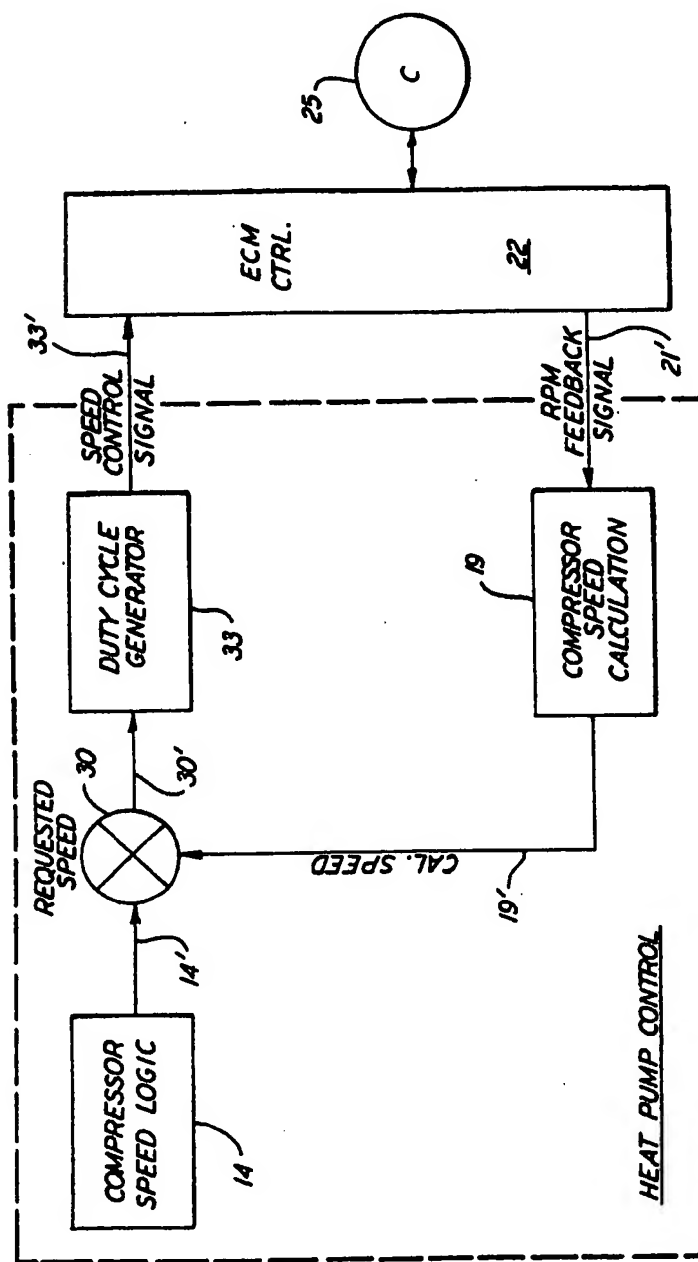 COMPRESSOR
SPEED LOGIC
14
14'
REQUESTED
SPEED
30
30'
DUTY CYCLE
GENERATOR
33
SPEED
CONTROL
SIGNAL
33'
ECM
CTRL.
22
25
C
RPM
FEEDBACK
SIGNAL
21'
COMPRESSOR
SPEED
CALCULATION
19
CAL. SPEED
19'
HEAT PUMP CONTROL